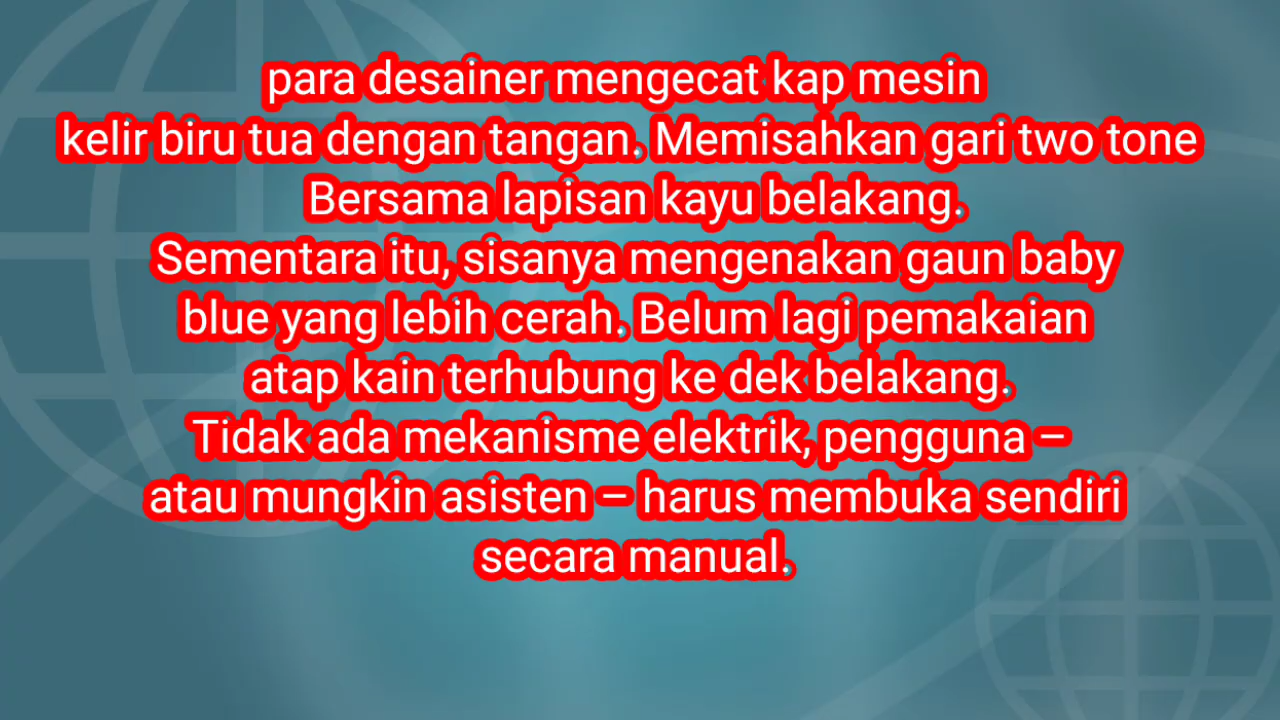 para desainer mengecat kap mesin
kelir biru tua dengan tangan. Memisahkan gari two tone
Bersama lapisan kayu belakang.
Sementara itu, sisanya mengenakan gaun baby
blue yang lebih cerah. Belum lagi pemakaian
atap kain terhubung ke dek belakang.
Tidak ada mekanisme elektrik, pengguna –
atau mungkin asisten – harus membuka sendiri
secara manual.